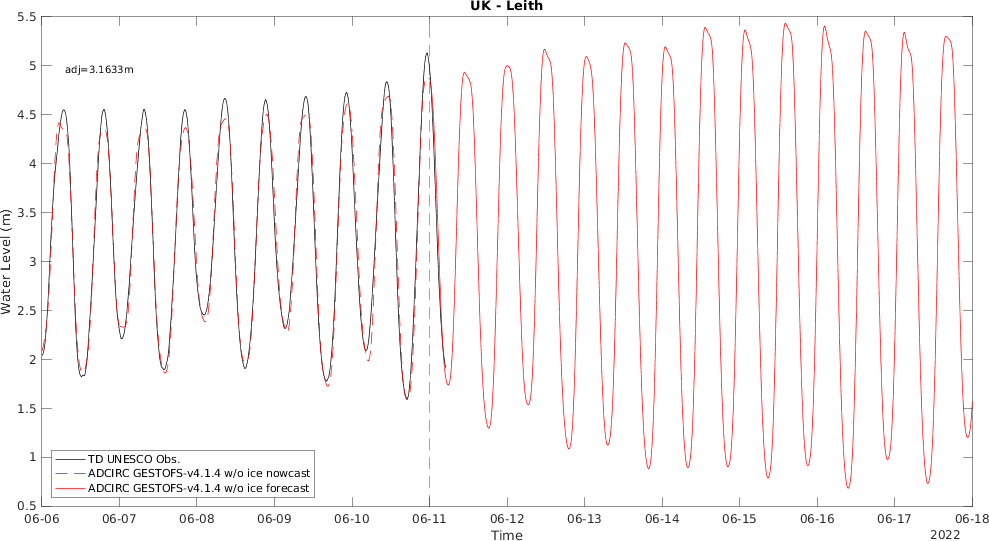 UK - Leith
adj=3.1633m
Water Level (m)
5.5
5
4.5
4
3.5
3
2.5
2
1.5
1
0.5
TD UNESCO Obs.
ADCIRC GESTOFS-v4.1.4 w/o ice nowcast
ADCIRC GESTOFS-v4.1.4 w/o ice forecast
06-06 06-07 06-08 06-09 06-10 06-11 06-12 06-13 06-14 06-15 06-16 06-17 06-18
Time
2022